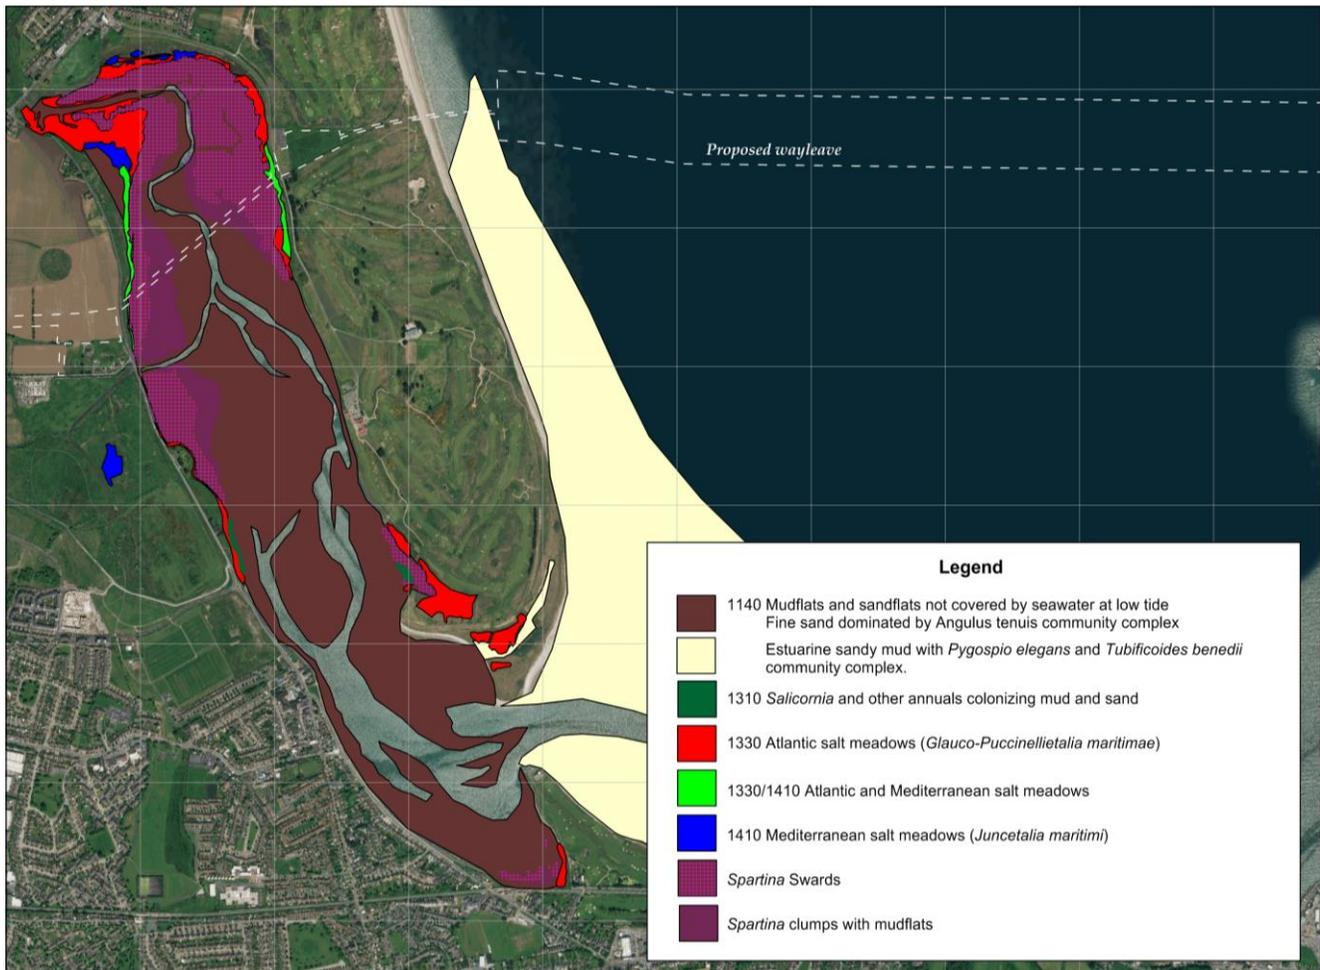 Proposed wayleave
Legend
1140 Mudflats and sandflats not covered by seawater at low tide
Fine sand dominated by Angulus tenuis community complex
Estuarine sandy mud with Pygospio elegans and Tubificoides benedii
community complex.
1310 Salicornia and other annuals colonizing mud and sand
1330 Atlantic salt meadows (Glauco-Puccinellietalia maritimae)
1330/1410 Atlantic and Mediterranean salt meadows
1410 Mediterranean salt meadows (Juncetalia maritimi)
Spartina Swards
Spartina clumps with mudflats